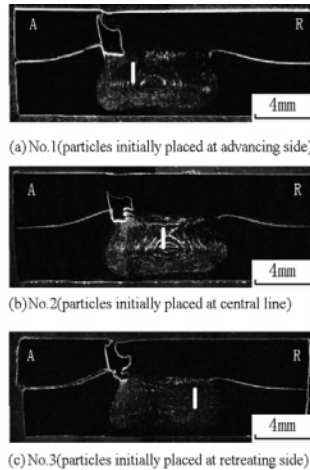 A R
4mm
(a) No.1(particles initially placed at advancing side)
A R
4mm
(b) No.2(particles initially placed at central line)
A R
4mm
(c) No.3(particles initially placed at retreating side)